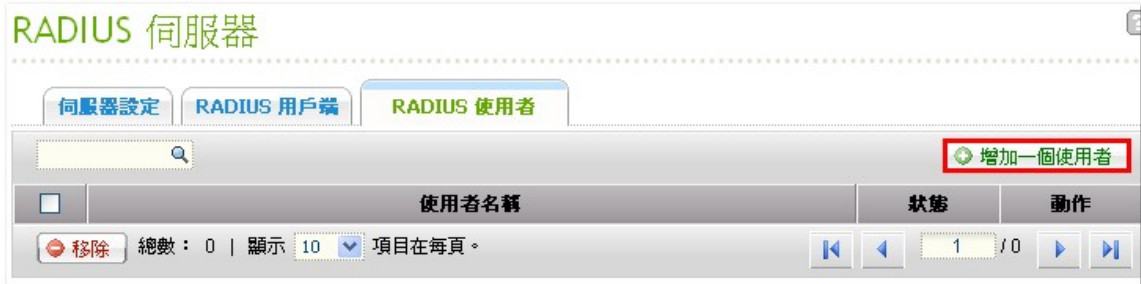 RADIUS 伺服器
伺服器設定 RADIUS 用戶端 RADIUS 使用者
增加一個使用者
使用者名稱 狀態 動作
移除 總數： 0 | 顯示 10 項目在每頁。 1 / 0